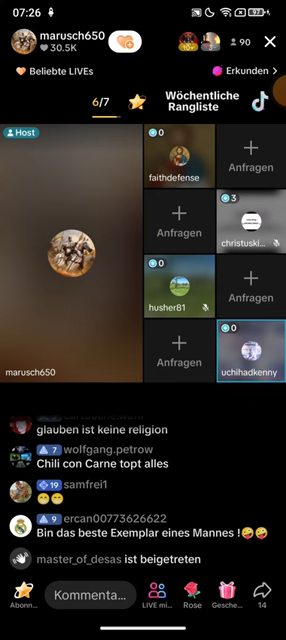 07:26
97
marusch650
30.5K
10+
3
90
Beliebte LIVEs
Erkunden
6/7
Wöchentliche
Rangliste
Host
0
faithdefense
Anfragen
Anfragen
3
christuski...
0
husher81
Anfragen
Anfragen
0
uchihadkenny
marusch650
glauben ist keine religion
7 wolfgang.petrow
Chili con Carne topt alles
19 samfrei1
9 ercan00773626622
Bin das beste Exemplar eines Mannes !
master_of_desas ist beigetreten
Abonn...
Kommenta...
LIVE mi...
Rose
Gesche...
14